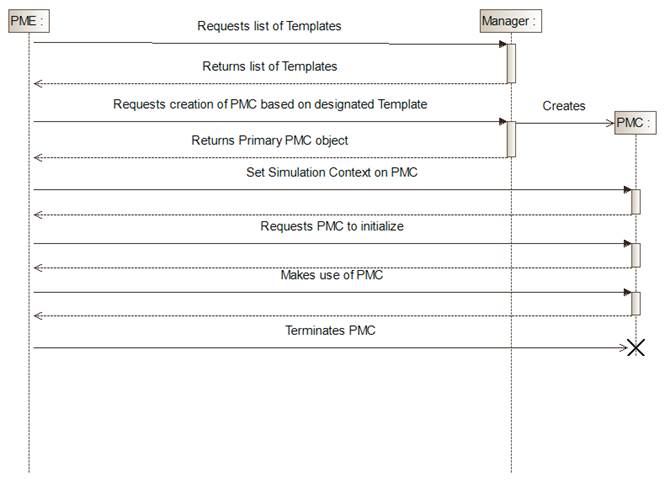 PME :
Manager :
Requests list of Templates
Returns list of Templates
Requests creation of PMC based on designated Template
Creates
PMC :
Returns Primary PMC object
Set Simulation Context on PMC
Requests PMC to initialize
Makes use of PMC
Terminates PMC